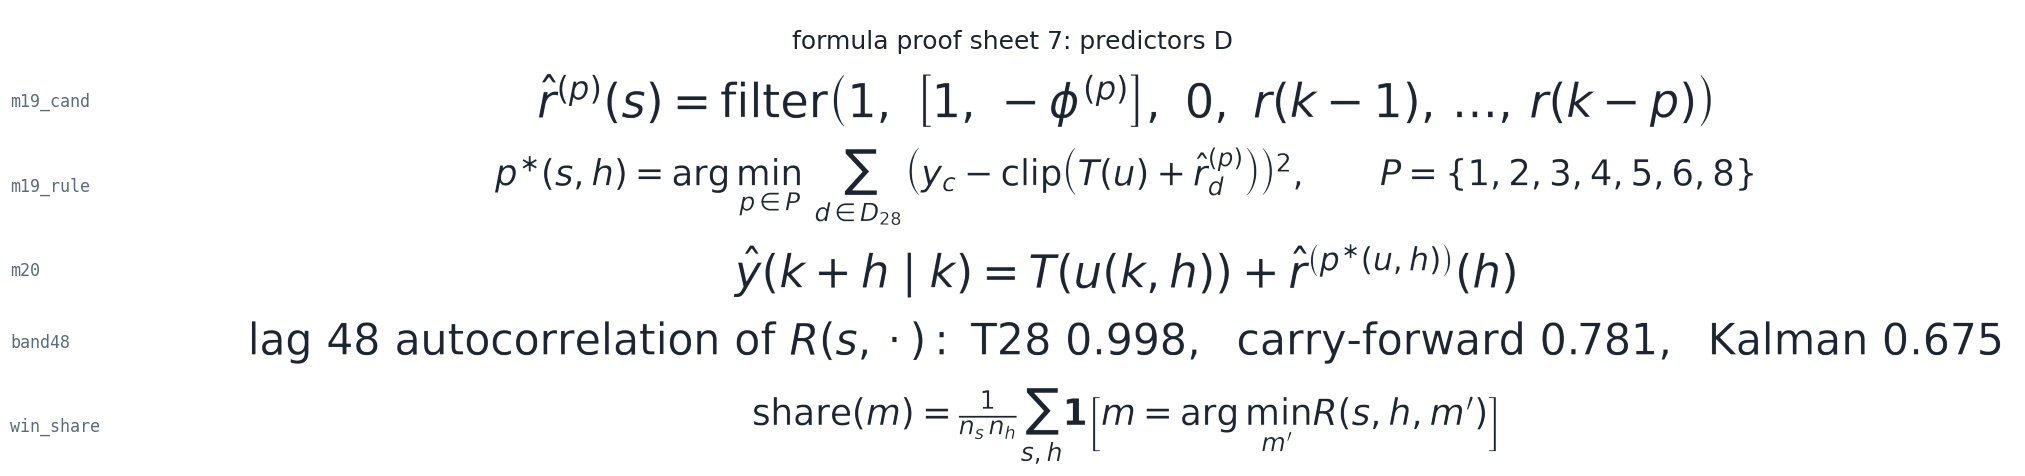 formula proof sheet 7: predictors D
m19_cand r̂^(p)(s) = filter(1, [1, −ϕ^(p)], 0, r(k − 1), …, r(k − p))
m19_rule p*(s, h) = arg min_{p ∈ P} ∑_{d ∈ D_28} (y_c − clip(T(u) + r̂_d^(p)))^2, P = {1, 2, 3, 4, 5, 6, 8}
m20 ŷ(k + h | k) = T(u(k, h)) + r̂^(p*(u, h))(h)
band48 lag 48 autocorrelation of R(s, ·): T28 0.998, carry-forward 0.781, Kalman 0.675
win_share share(m) = 1/(n_s n_h) ∑_{s, h} 𝟏[m = arg min_{m′} R(s, h, m′)]